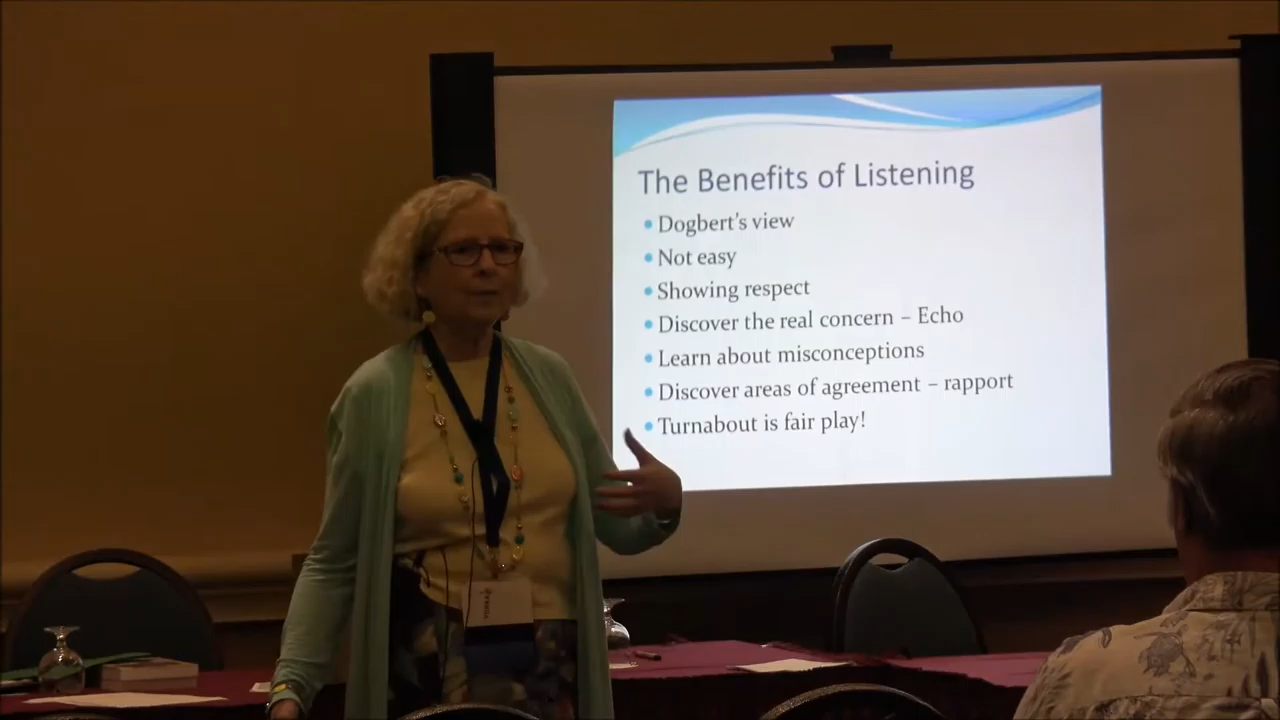 The Benefits of Listening
Dogbert's view
Not easy
Showing respect
Discover the real concern – Echo
Learn about misconceptions
Discover areas of agreement – rapport
Turnabout is fair play!